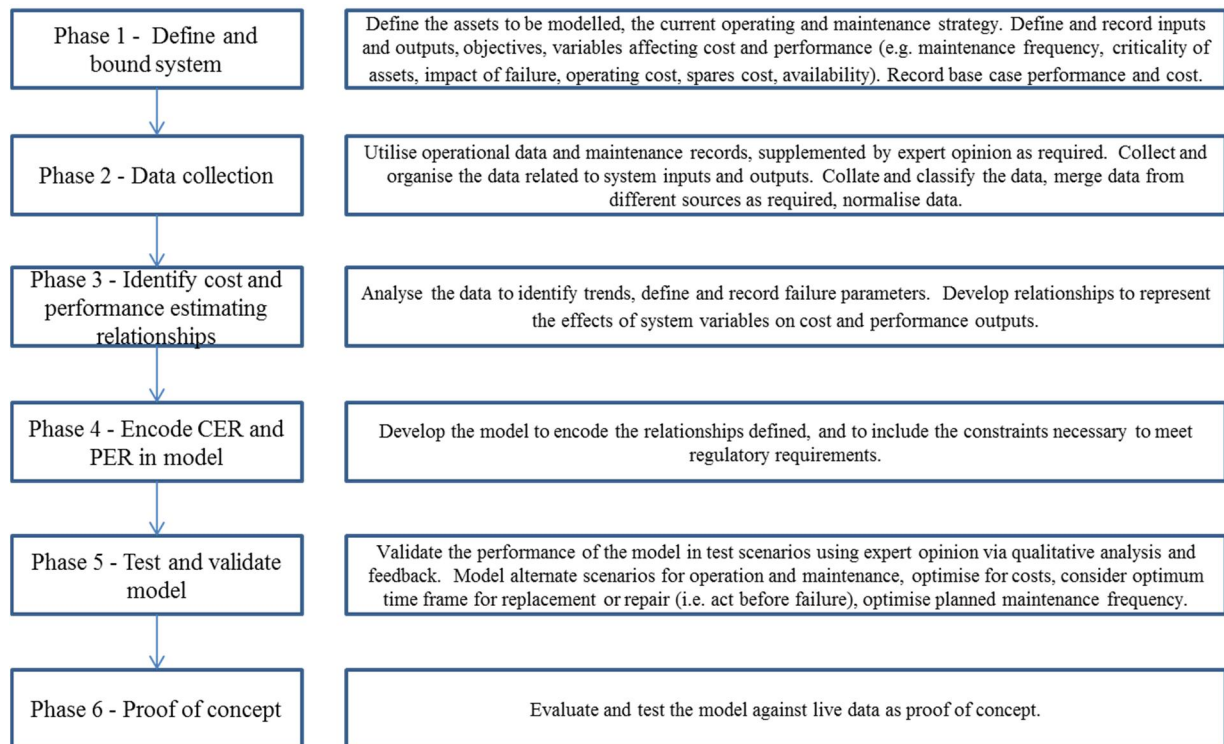 Phase 1 - Define and
bound system
Define the assets to be modelled, the current operating and maintenance strategy. Define and record inputs
and outputs, objectives, variables affecting cost and performance (e.g. maintenance frequency, criticality of
assets, impact of failure, operating cost, spares cost, availability). Record base case performance and cost.
Phase 2 - Data collection
Utilise operational data and maintenance records, supplemented by expert opinion as required. Collect and
organise the data related to system inputs and outputs. Collate and classify the data, merge data from
different sources as required, normalise data.
Phase 3 - Identify cost and
performance estimating
relationships
Analyse the data to identify trends, define and record failure parameters. Develop relationships to represent
the effects of system variables on cost and performance outputs.
Phase 4 - Encode CER and
PER in model
Develop the model to encode the relationships defined, and to include the constraints necessary to meet
regulatory requirements.
Phase 5 - Test and validate
model
Validate the performance of the model in test scenarios using expert opinion via qualitative analysis and
feedback. Model alternate scenarios for operation and maintenance, optimise for costs, consider optimum
time frame for replacement or repair (i.e. act before failure), optimise planned maintenance frequency.
Phase 6 - Proof of concept
Evaluate and test the model against live data as proof of concept.